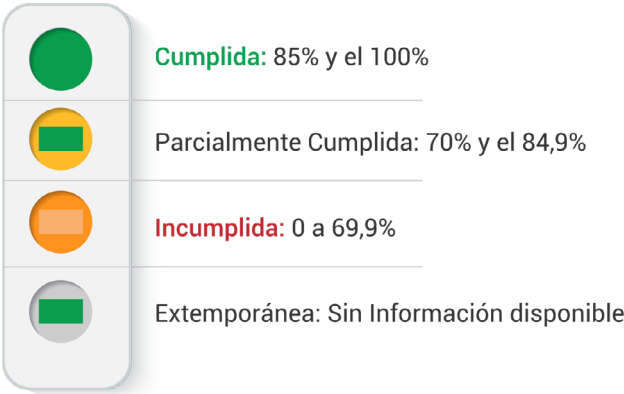 Cumplida: 85% y el 100%
Parcialmente Cumplida: 70% y el 84,9%
Incumplida: 0 a 69,9%
Extemporánea: Sin Información disponible